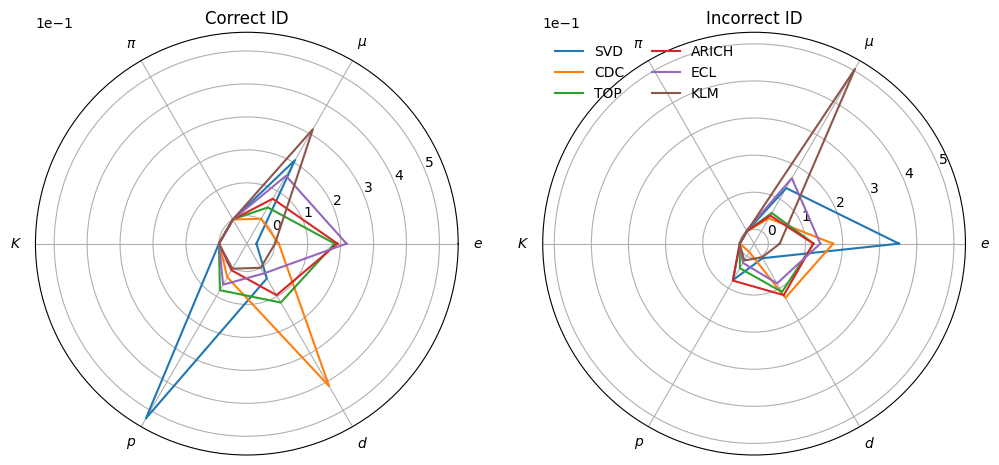 Correct ID
1e−1
e
μ
π
K
p
d
0
1
2
3
4
5
Incorrect ID
1e−1
e
μ
π
K
p
d
0
1
2
3
4
5
SVD
CDC
TOP
ARICH
ECL
KLM